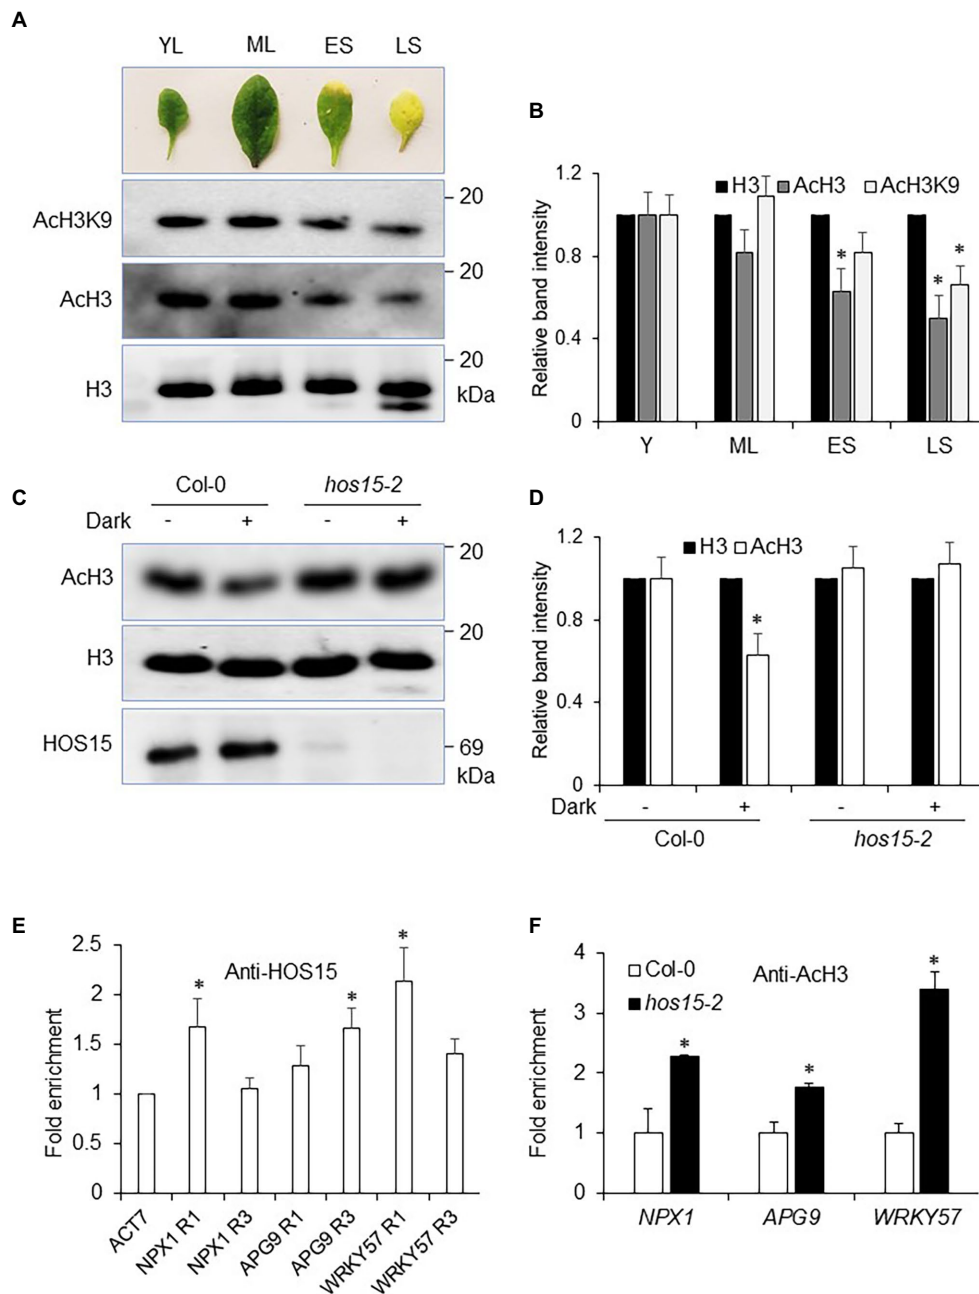 A
YL ML ES LS
AcH3K9
20
AcH3
20
H3
20
kDa
B
Relative band intensity
1.2
0.8
0.4
0
H3 AcH3 AcH3K9
*
*
*
Y ML ES LS
C
Col-0 hos15-2
Dark - + - +
AcH3
20
H3
20
HOS15
69
kDa
D
Relative band intensity
1.2
0.8
0.4
0
H3 AcH3
*
Dark - + - +
Col-0 hos15-2
E
Fold enrichment
2.5
2
1.5
1
0.5
0
Anti-HOS15
*
*
*
ACT7
NPX1 R1
NPX1 R3
APG9 R1
APG9 R3
WRKY57 R1
WRKY57 R3
F
Fold enrichment
4
3
2
1
0
Col-0
hos15-2
Anti-AcH3
*
*
*
NPX1 APG9 WRKY57